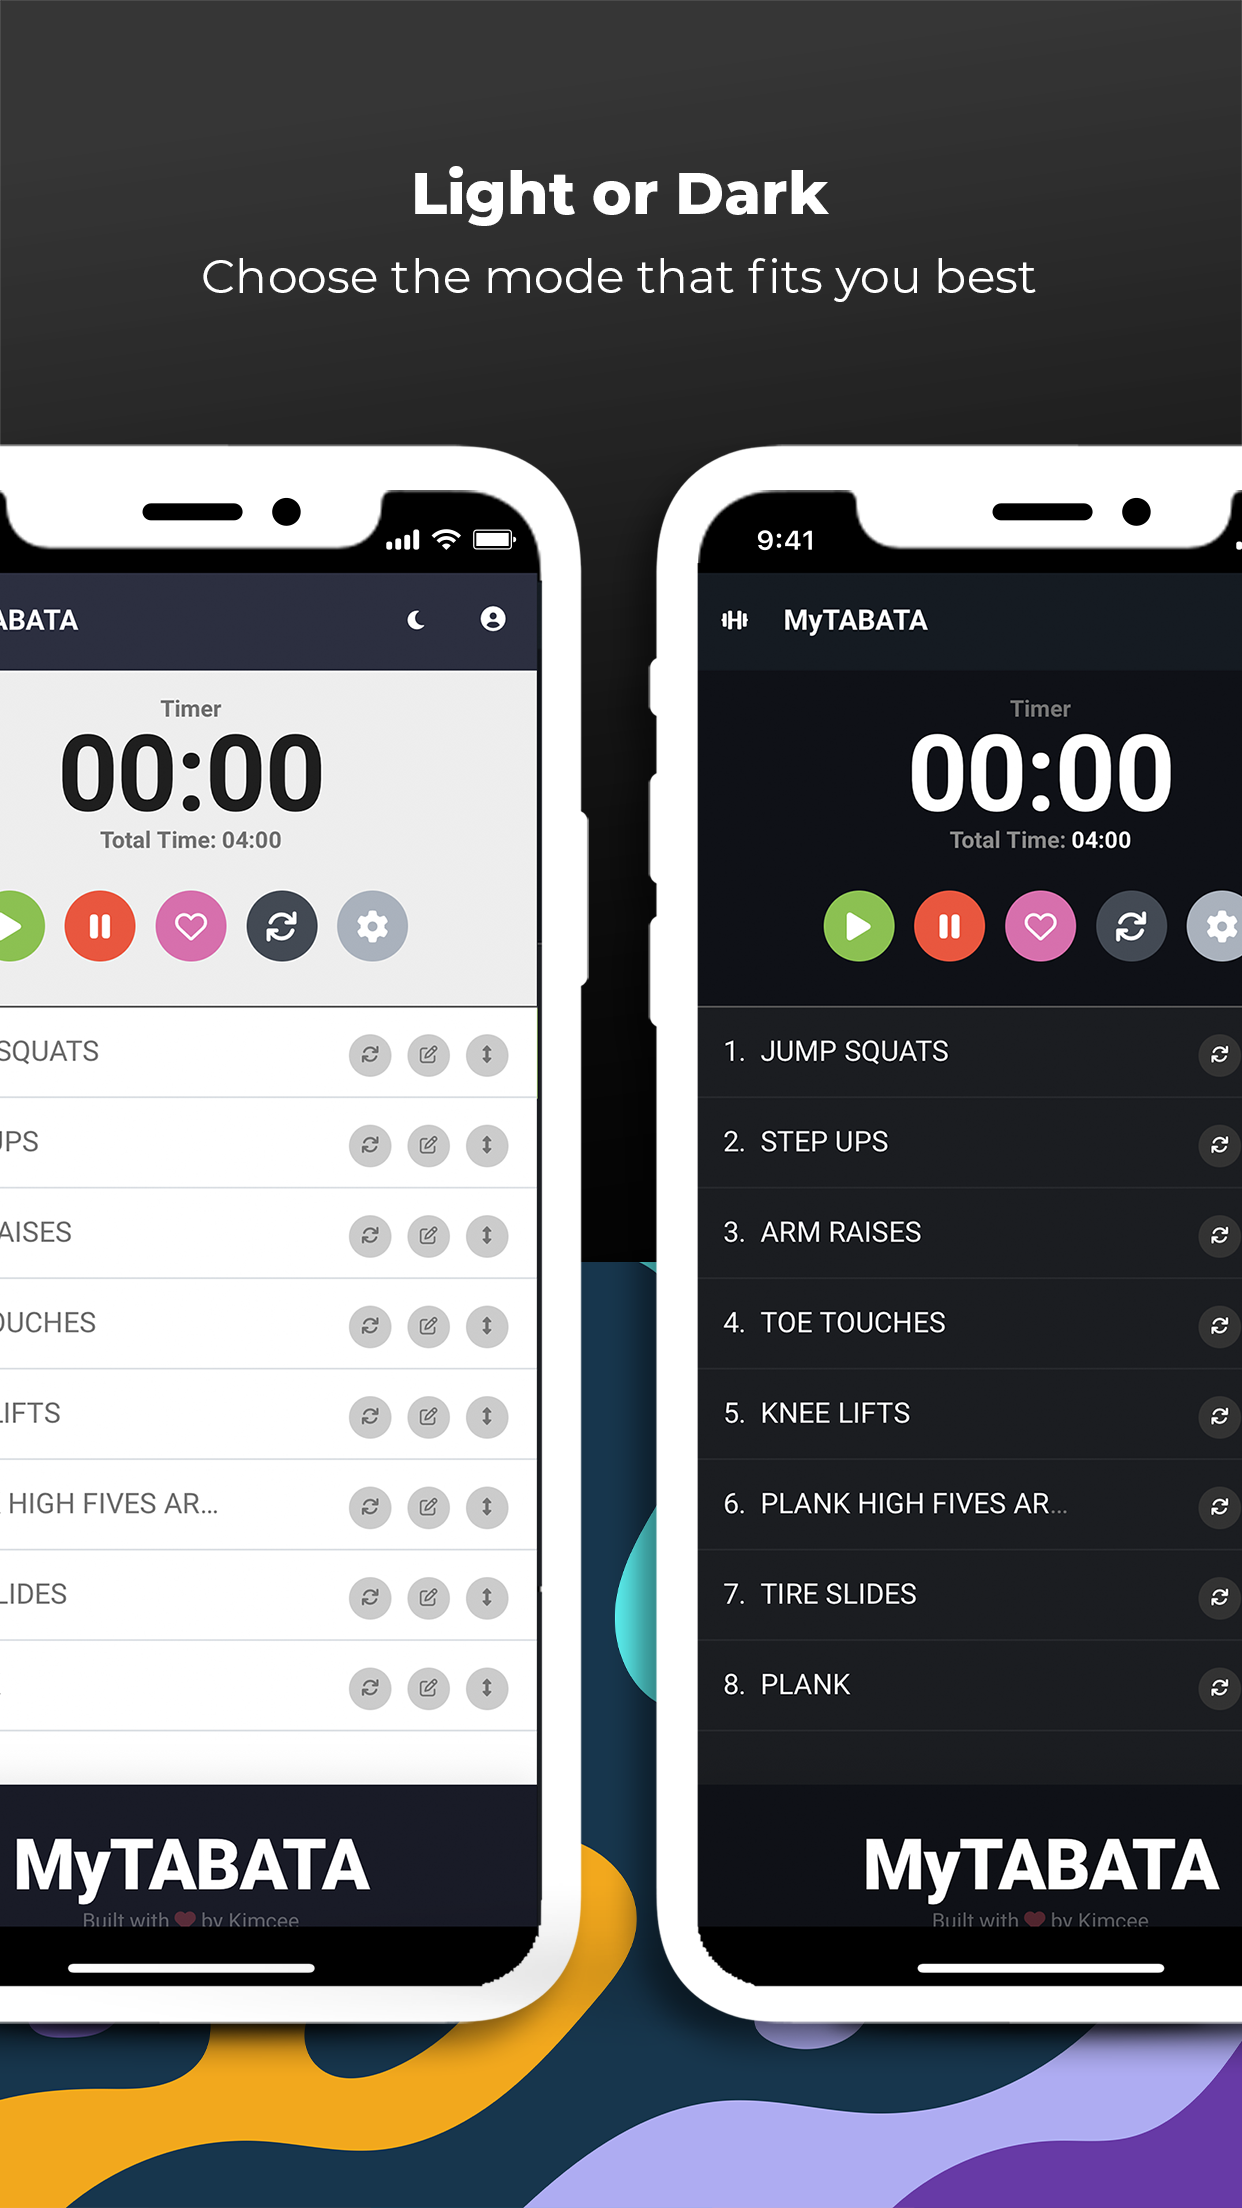 Light or Dark
Choose the mode that fits you best
ABATA
Timer
00:00
Total Time: 04:00
SQUATS
UPS
AISES
OUCHES
LIFTS
HIGH FIVES AR...
LIDES
MyTABATA
Built with ❤ by Kimcee
9:41
MyTABATA
Timer
00:00
Total Time: 04:00
1. JUMP SQUATS
2. STEP UPS
3. ARM RAISES
4. TOE TOUCHES
5. KNEE LIFTS
6. PLANK HIGH FIVES AR...
7. TIRE SLIDES
8. PLANK
MyTABATA
Built with ❤ by Kimcee